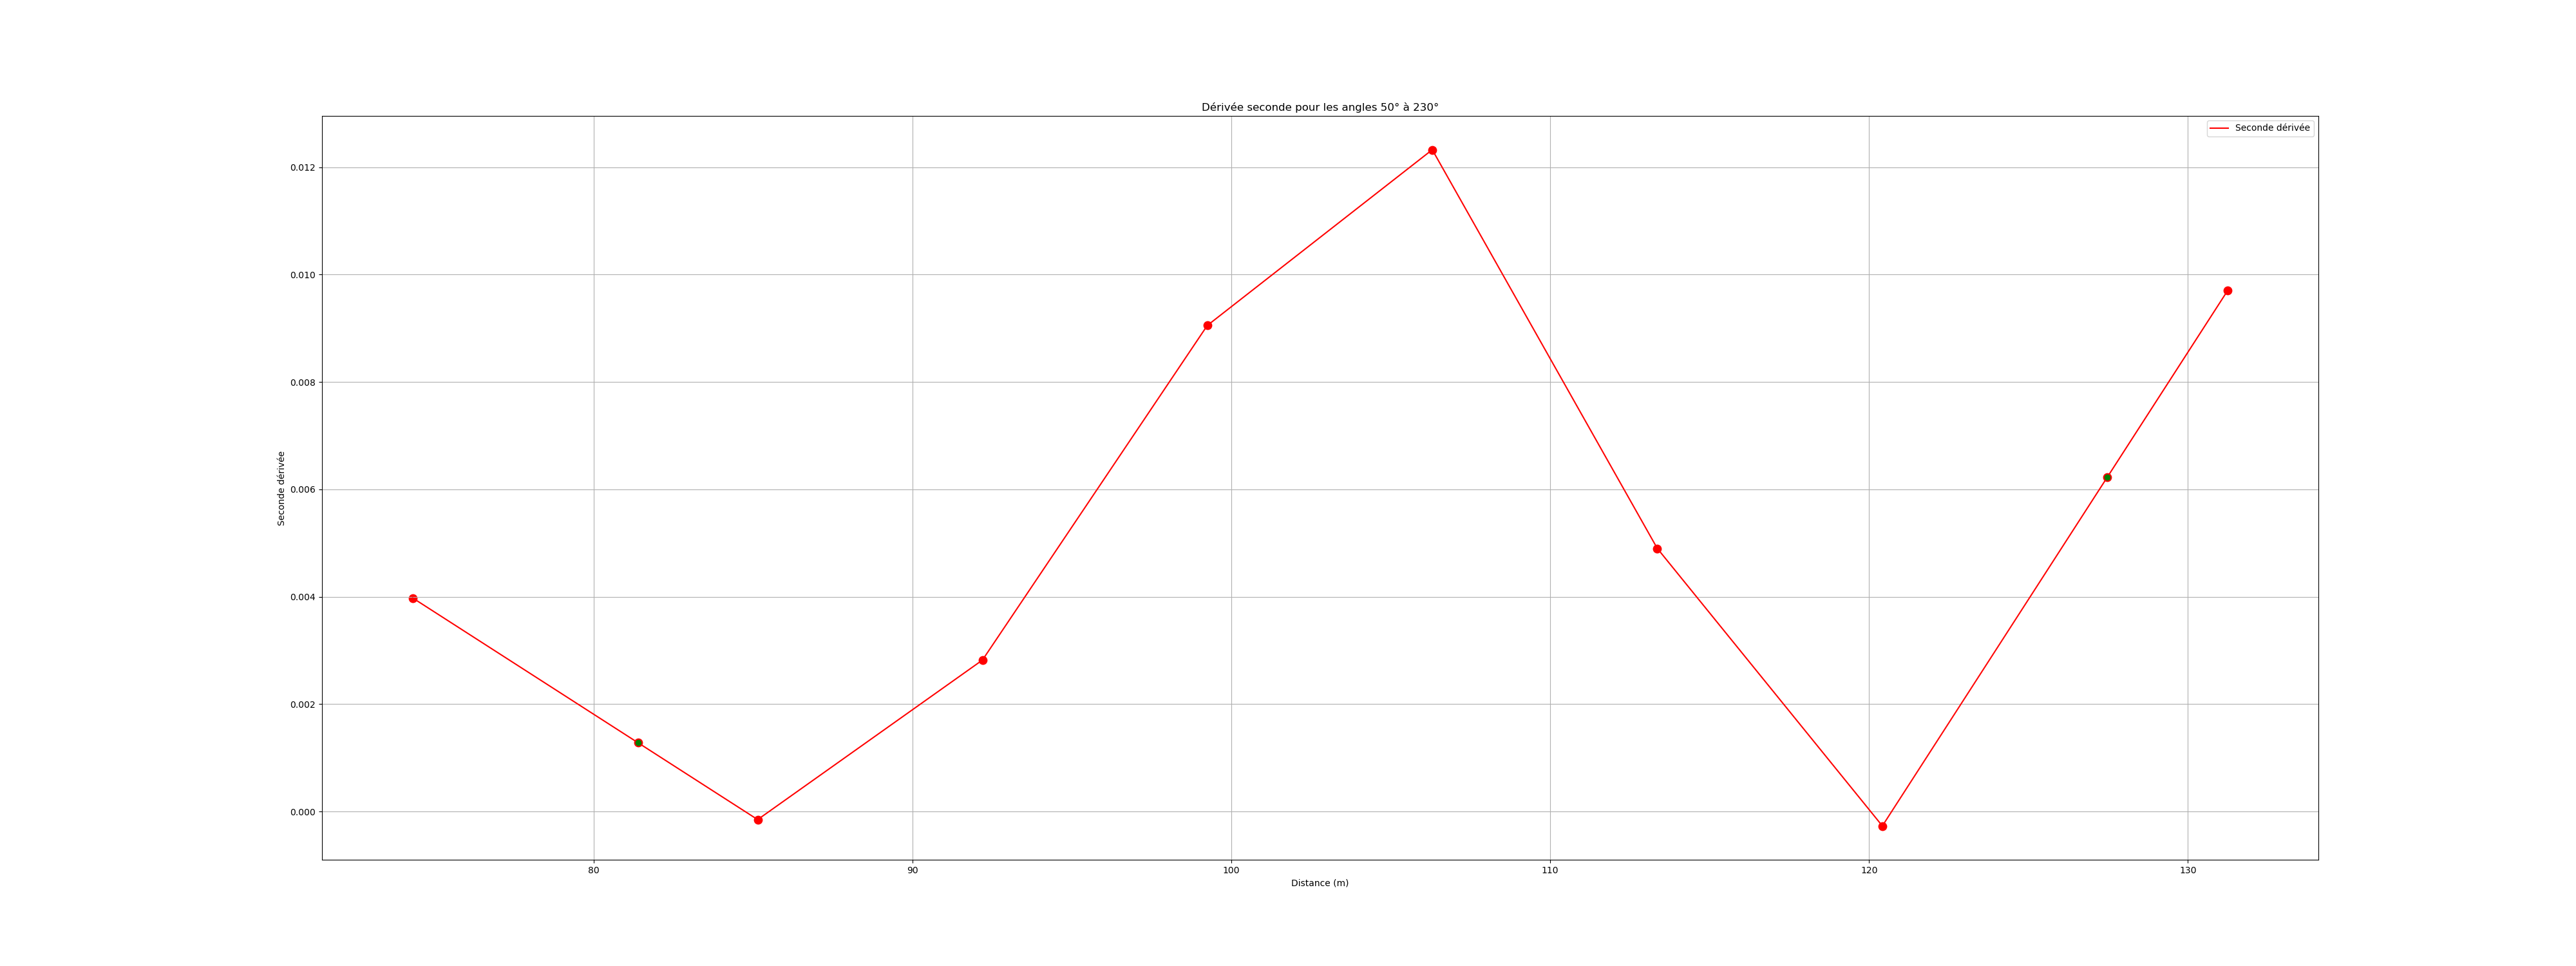 Dérivée seconde pour les angles 50° à 230°
Seconde dérivée
0.012
0.010
0.008
0.006
0.004
0.002
0.000
Seconde dérivée
80 90 100 110 120 130
Distance (m)